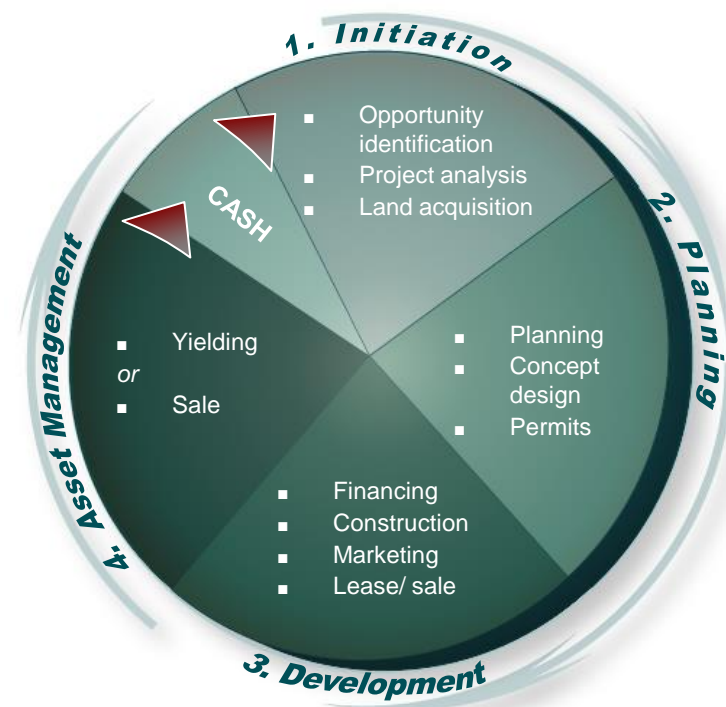 1. Initiation
▪ Opportunity
identification
▪ Project analysis
▪ Land acquisition
CASH
2. Planning
▪ Planning
▪ Concept
design
▪ Permits
▪ Financing
▪ Construction
▪ Marketing
▪ Lease/ sale
3. Development
▪ Yielding
or
▪ Sale
4. Asset Management